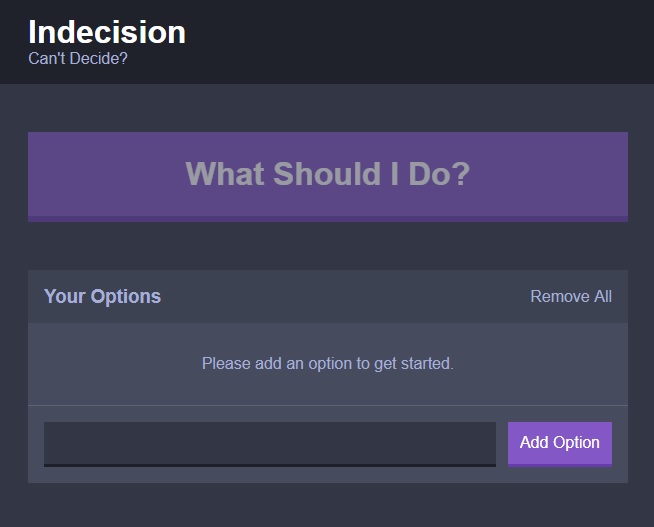 Indecision
Can't Decide?
What Should I Do?
Your Options
Remove All
Please add an option to get started.
Add Option